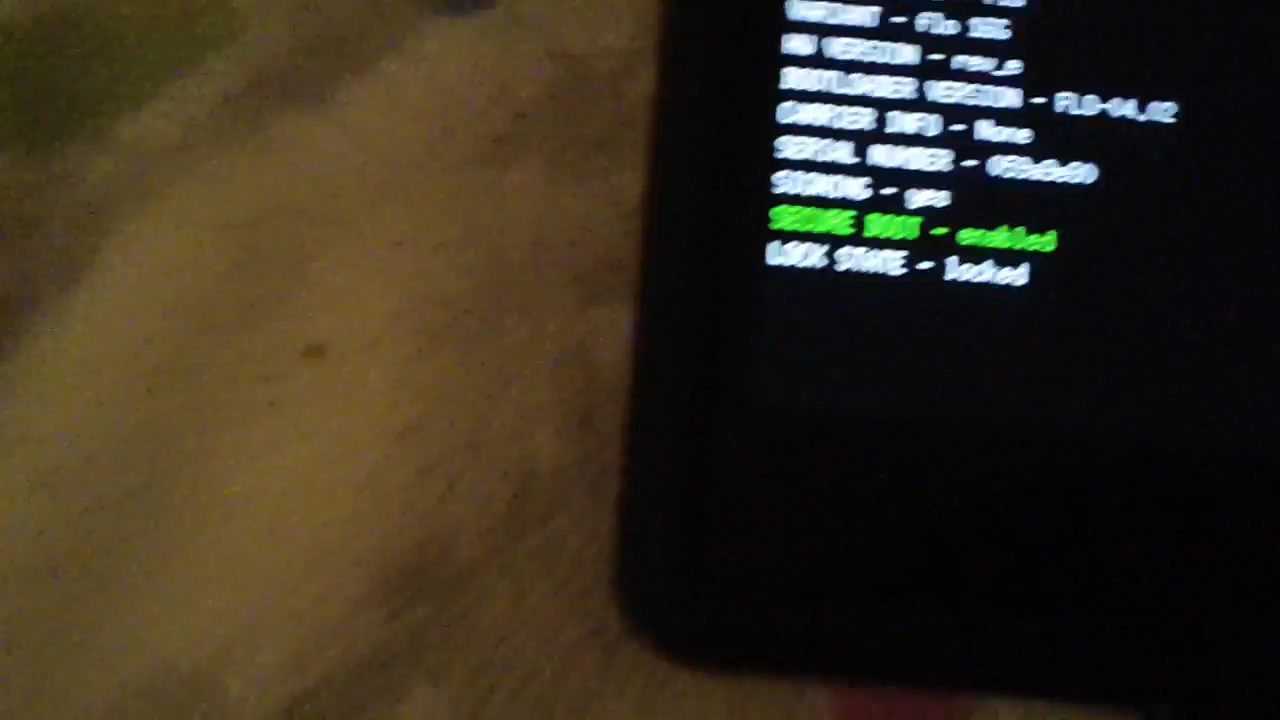 VARIANT - Flo 16G
HW VERSION - rev_e
BOOTLOADER VERSION - FLO-04.02
CARRIER INFO - None
SERIAL NUMBER -
SIGNING - yes
SECURE BOOT - enabled
LOCK STATE - locked